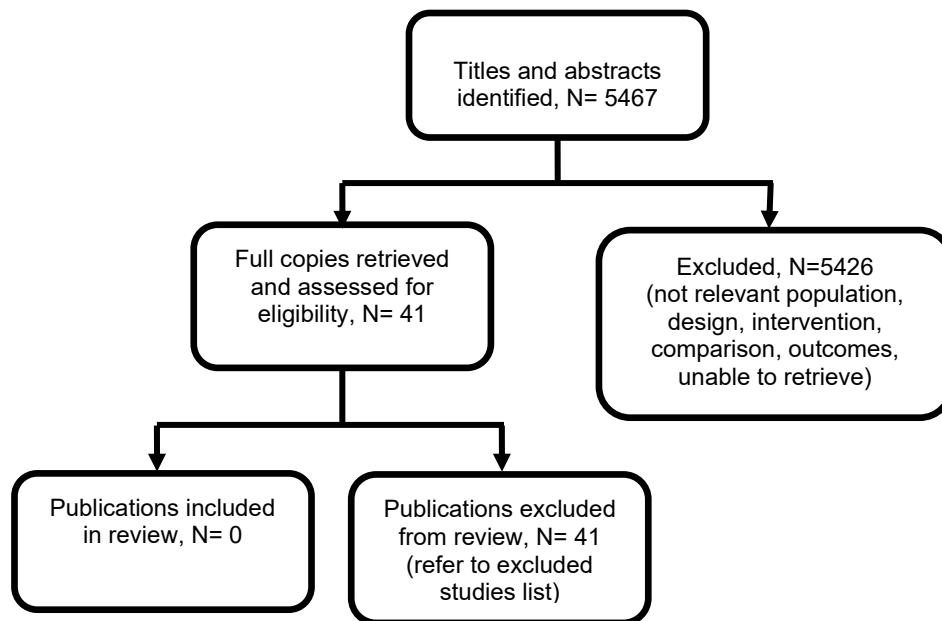 Titles and abstracts
identified, N= 5467
Full copies retrieved
and assessed for
eligibility, N= 41
Excluded, N=5426
(not relevant population,
design, intervention,
comparison, outcomes,
unable to retrieve)
Publications included
in review, N= 0
Publications excluded
from review, N= 41
(refer to excluded
studies list)